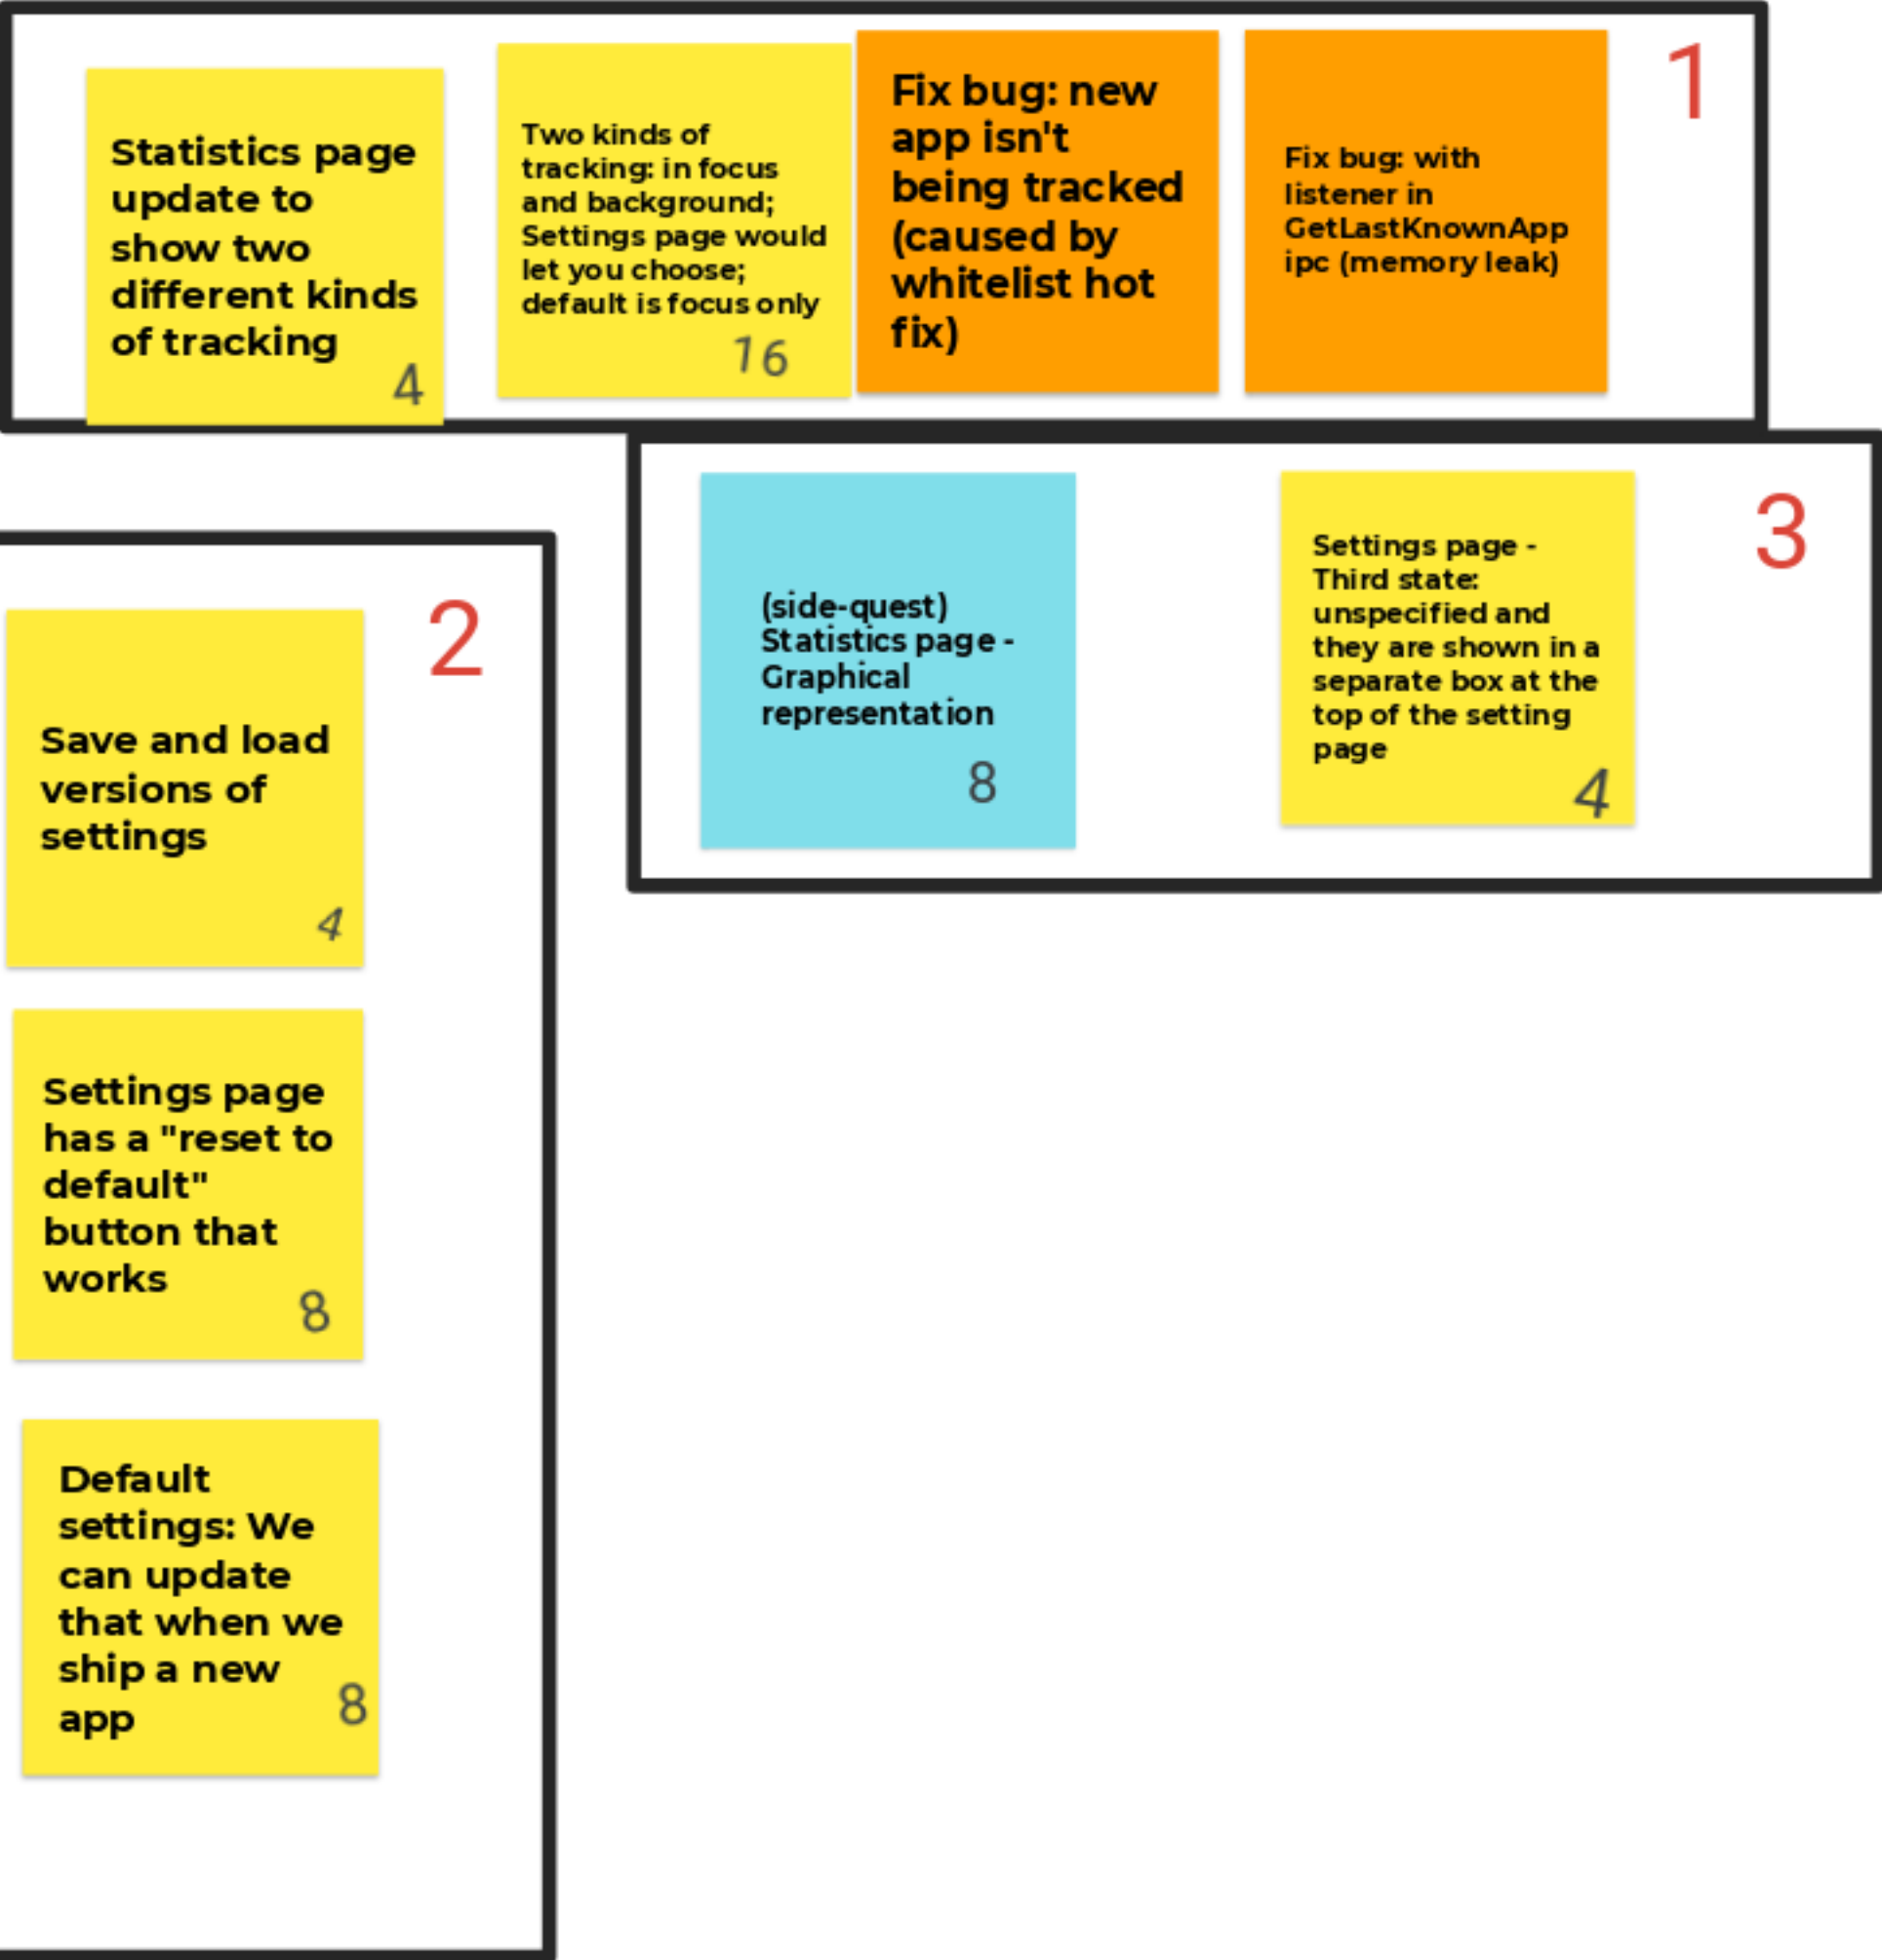 Statistics page
update to
show two
different kinds
of tracking
4
Two kinds of
tracking: in focus
and background;
Settings page would
let you choose;
default is focus only
16
Fix bug: new
app isn't
being tracked
(caused by
whitelist hot
fix)
Fix bug: with
listener in
GetLastKnownApp
ipc (memory leak)
1
2
Save and load
versions of
settings
4
Settings page
has a "reset to
default"
button that
works
8
Default
settings: We
can update
that when we
ship a new
app
8
(side-quest)
Statistics page -
Graphical
representation
8
Settings page -
Third state:
unspecified and
they are shown in a
separate box at the
top of the setting
page
4
3